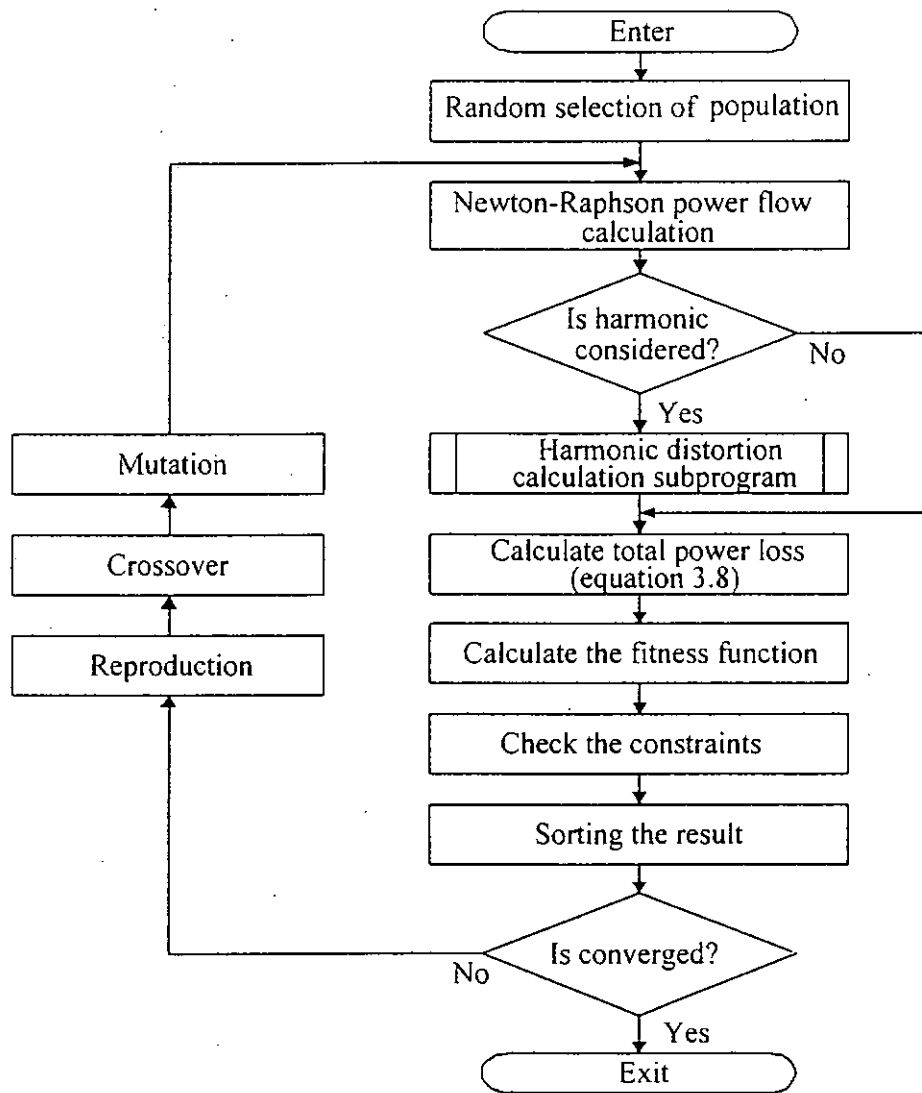 Enter
Random selection of population
Newton-Raphson power flow
calculation
Is harmonic
considered?
No
Yes
Harmonic distortion
calculation subprogram
Calculate total power loss
(equation 3.8)
Calculate the fitness function
Check the constraints
Sorting the result
Is converged?
No
Yes
Exit
Reproduction
Crossover
Mutation